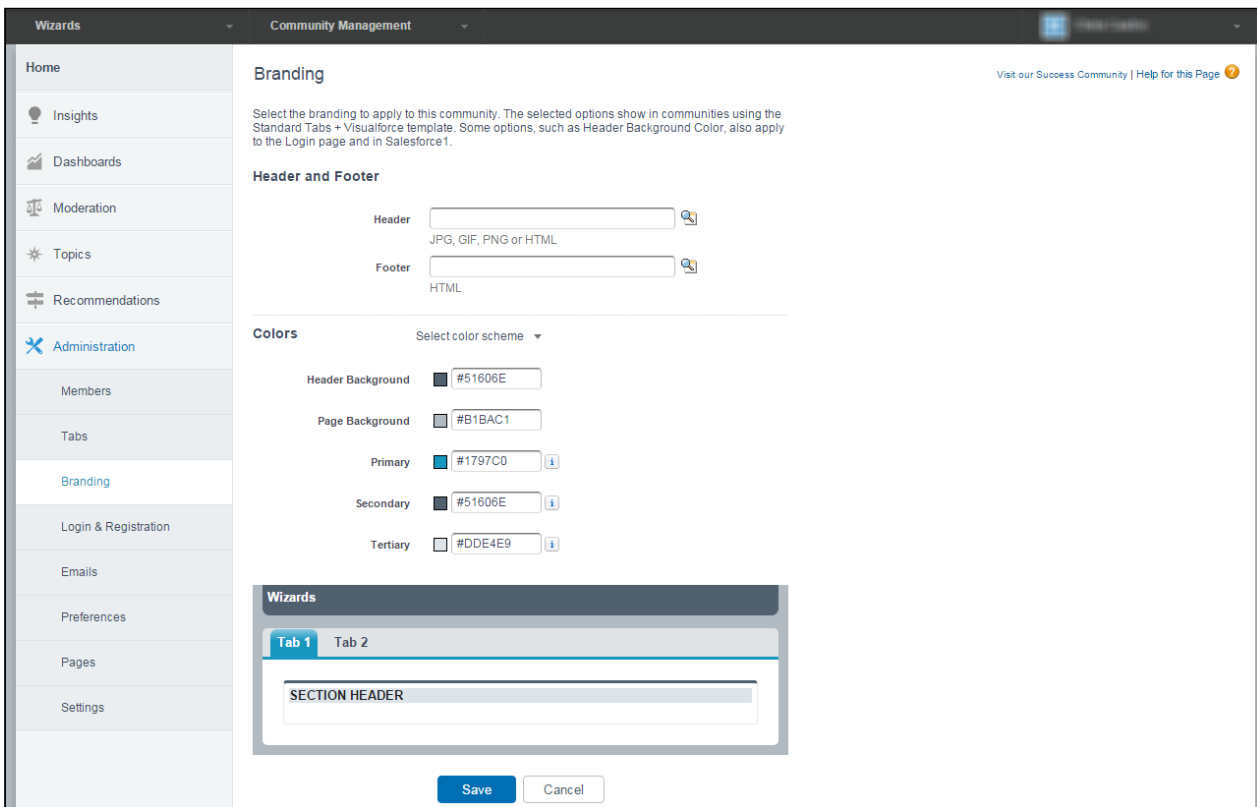 Wizards
Community Management
Home
Insights
Dashboards
Moderation
Topics
Recommendations
Administration
Members
Tabs
Branding
Login & Registration
Emails
Preferences
Pages
Settings
Branding
Visit our Success Community | Help for this Page ?
Select the branding to apply to this community. The selected options show in communities using the
Standard Tabs + Visualforce template. Some options, such as Header Background Color, also apply
to the Login page and in Salesforce1.
Header and Footer
Header
JPG, GIF, PNG or HTML
Footer
HTML
Colors
Select color scheme
Header Background #51606E
Page Background #B1BAC1
Primary #1797C0 i
Secondary #51606E i
Tertiary #DDE4E9 i
Wizards
Tab 1 Tab 2
SECTION HEADER
Save Cancel